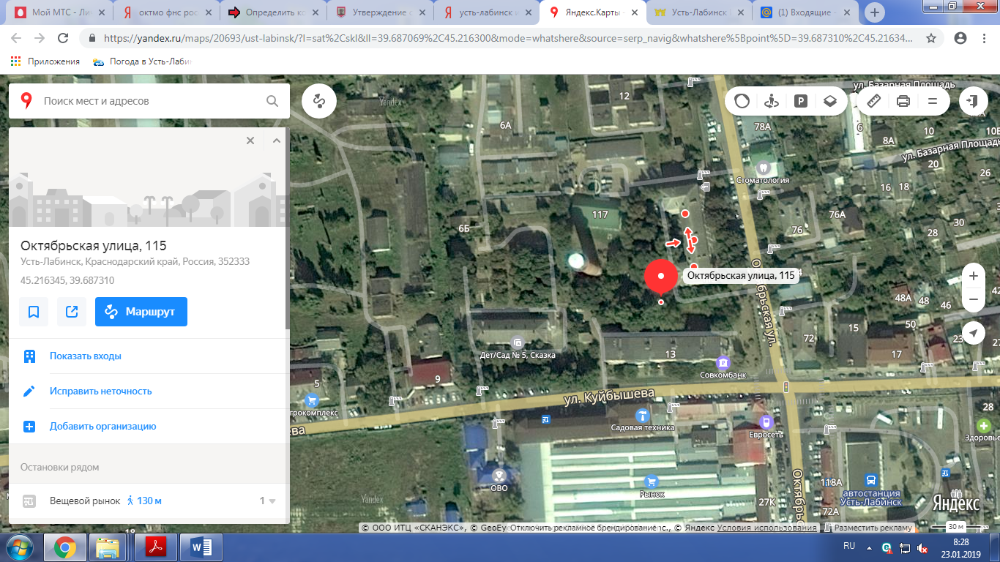 Мой МТС - Лич
октмо фнс рос
Определить ко
Утверждение с
усть-лабинск и
Яндекс.Карты -
Усть-Лабинск
(1) Входящие -
https://yandex.ru/maps/20693/ust-labinsk/?l=sat%2Cskl&ll=39.687069%2C45.216300&mode=whatshere&source=serp_navig&whatshere%5Bpoint%5D=39.687310%2C45.21634...
Приложения
Погода в Усть-Лаби
Поиск мест и адресов
Октябрьская улица, 115
Усть-Лабинск, Краснодарский край, Россия, 352333
45.216345, 39.687310
Маршрут
Показать входы
Исправить неточность
Добавить организацию
Остановки рядом
Вещевой рынок 130 м 1
18
Yandex
12
6А
ул. Базарная Площадь
78А
6
8А
10
10Б
ул. Базарная Площадь
20
26
Стоматология
16
18
117
6Б
76А
30
76
28
Октябрьская улица, 115
Октябрьская ул.
42
48А
48
46
50
15
72
23
17
Дет/Сад № 5, Сказка
13
Совкомбанк
9
5
грокомплекс
ул. Куйбышева
ева
Садовая техника
Евросеть
28
Здоровье
ОВО
Рынок
Yandex
27К
118А
72А
Октябрь
автостанция
Усть-Лабинск
Яндекс
© ООО ИТЦ «СКАНЭКС», © GeoEy Отключить рекламное брендирование с., © Яндекс Условия использования
Разместить рекламу
30 м
RU
8:28
23.01.2019